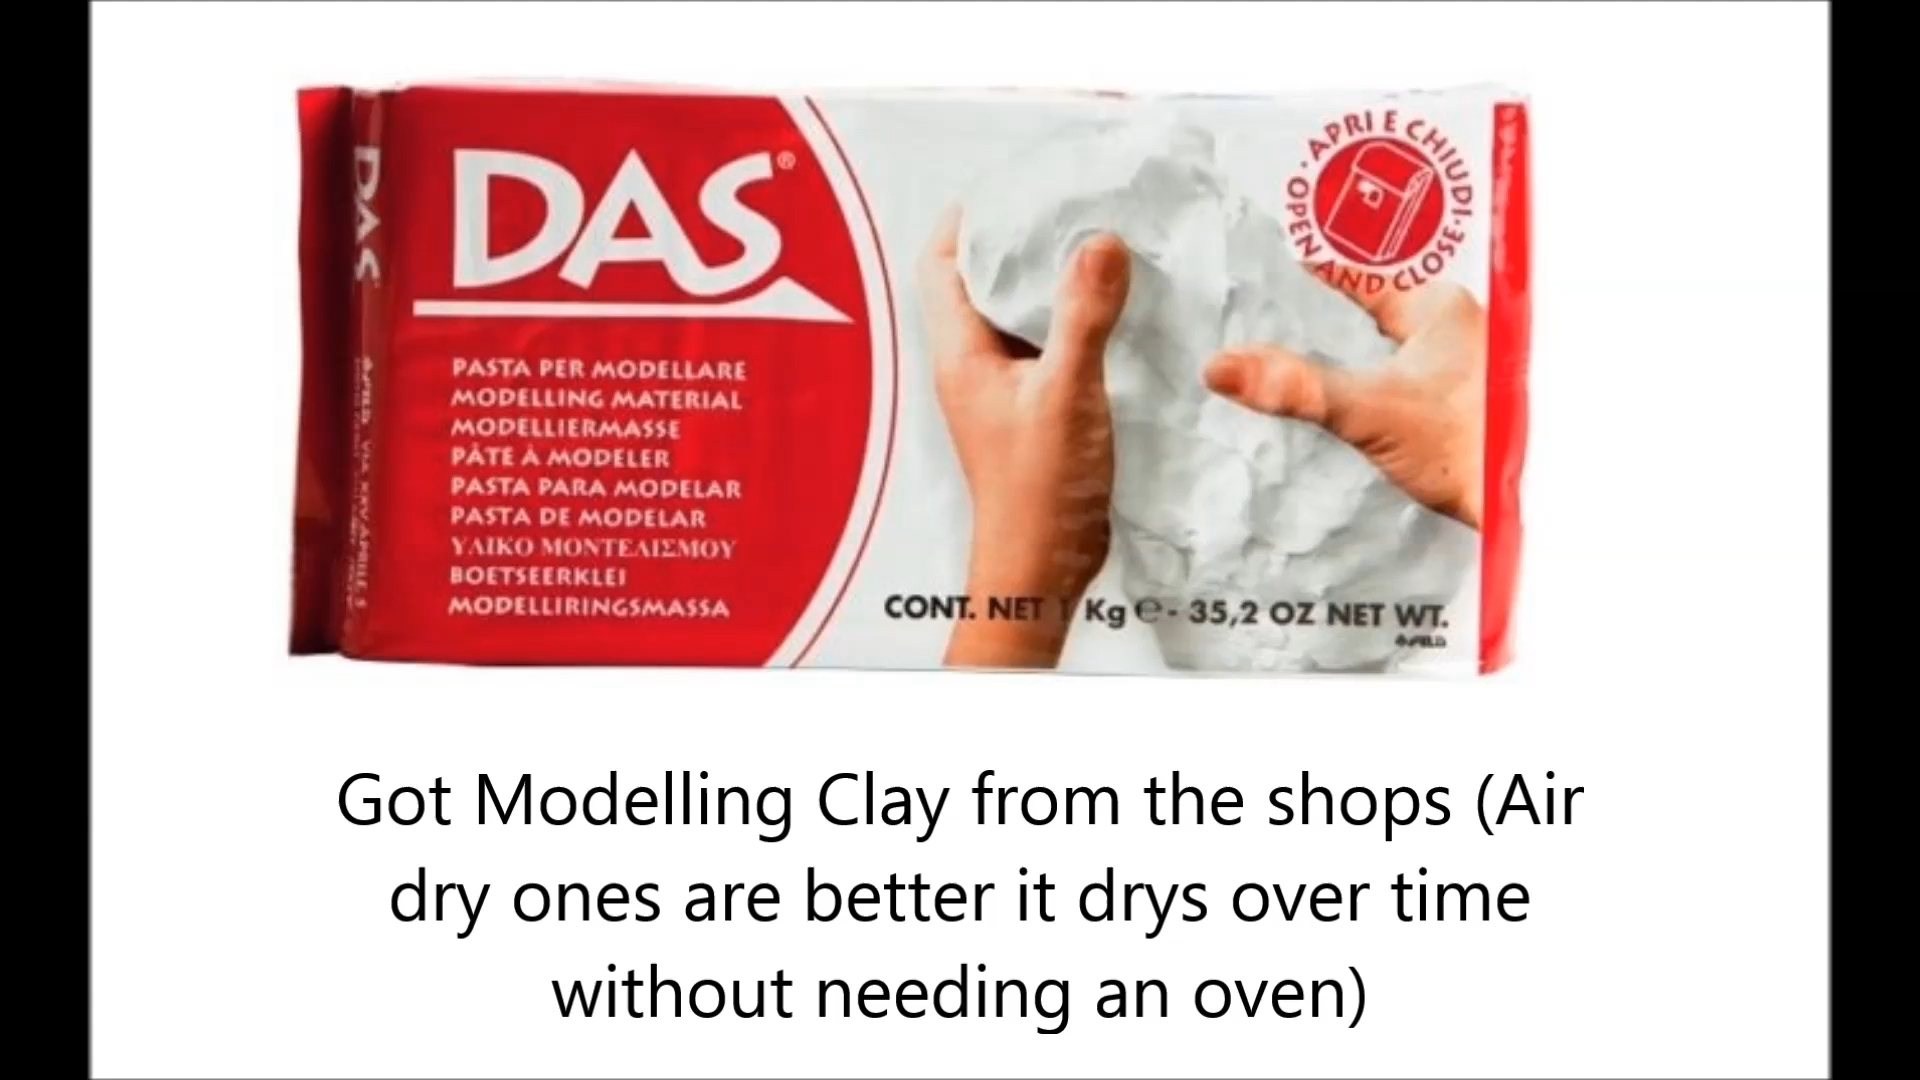 DAS®
DAS
PASTA PER MODELLARE
MODELLING MATERIAL
MODELLIERMASSE
PÂTE À MODELER
PASTA PARA MODELAR
PASTA DE MODELAR
ΥΛΙΚΟ ΜΟΝΤΕΛΙΣΜΟΥ
BOETSEERKLEI
MODELLIRINGSMASSA
· APRI E CHIUDI ·
OPEN AND CLOSE
CONT. NET 1 Kg ℮ - 35,2 OZ NET WT.
Got Modelling Clay from the shops (Air
dry ones are better it drys over time
without needing an oven)